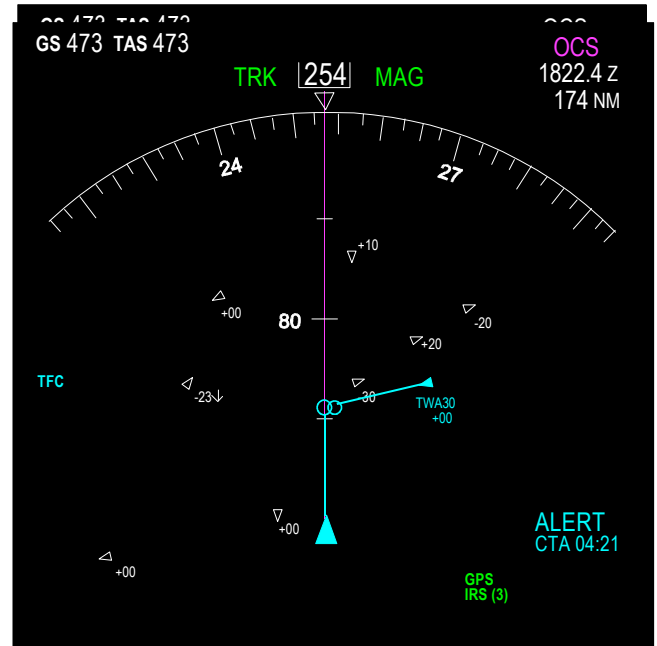 GS 473 TAS 473
OCS
TRK 254 MAG
1822.4 Z
174 NM
24
27
+10
+00
80
-20
+20
TFC
-23
30
TWA30
+00
+00
ALERT
CTA 04:21
+00
GPS
IRS (3)